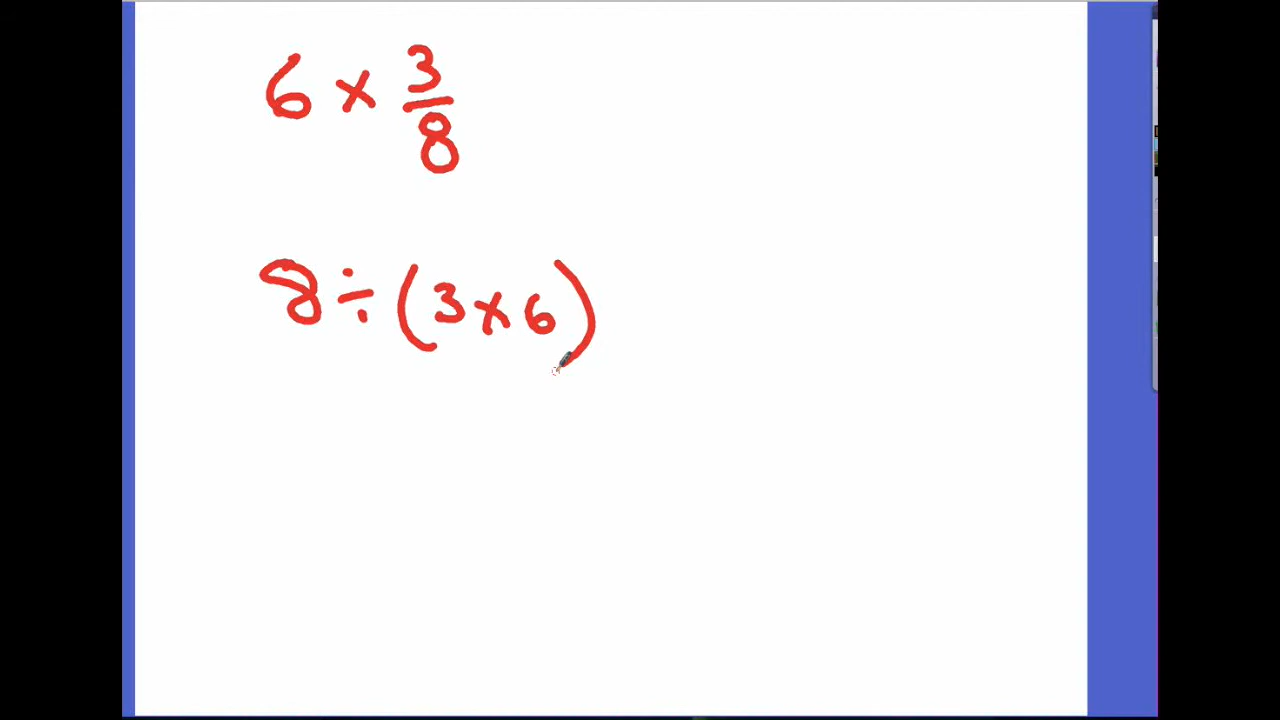 6 × 3/8
8 ÷ (3 × 6)